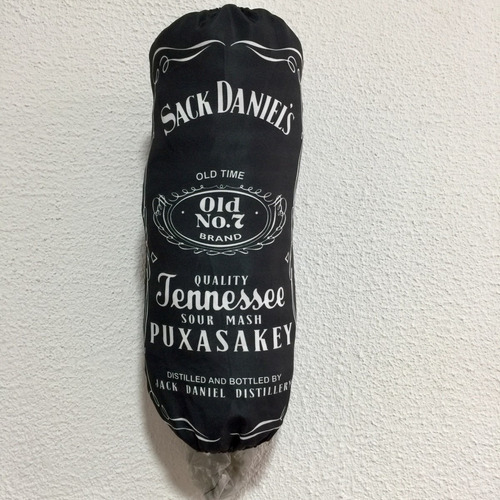 SACK DANIEL'S
OLD TIME
Old
No.7
BRAND
QUALITY
Tennessee
SOUR MASH
PUXASAKEY
DISTILLED AND BOTTLED BY
JACK DANIEL DISTILLERY